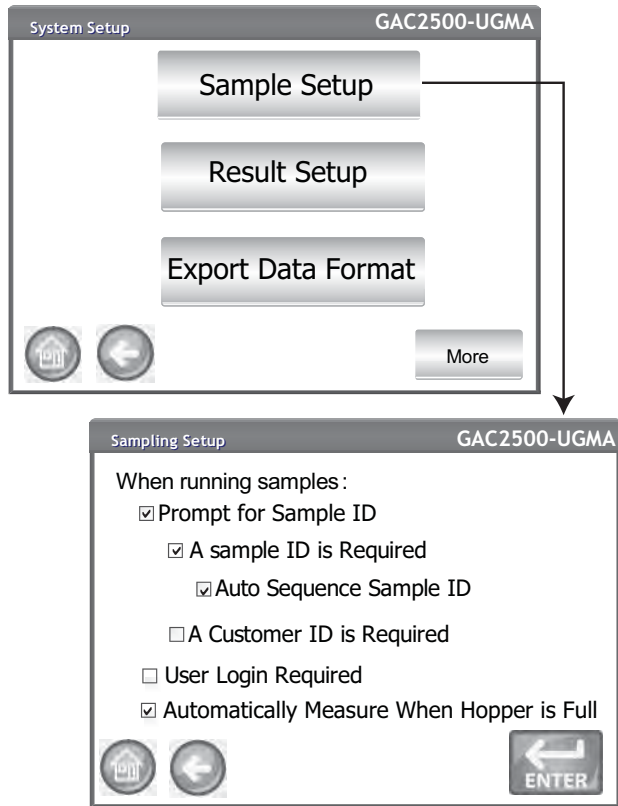 System Setup GAC2500-UGMA
Sample Setup
Result Setup
Export Data Format
More
Sampling Setup GAC2500-UGMA
When running samples:
Prompt for Sample ID
A sample ID is Required
Auto Sequence Sample ID
A Customer ID is Required
User Login Required
Automatically Measure When Hopper is Full
ENTER